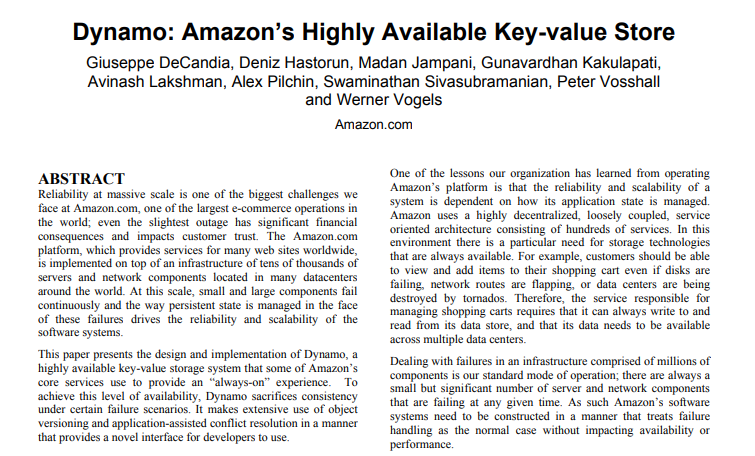 Dynamo: Amazon's Highly Available Key-value Store
Giuseppe DeCandia, Deniz Hastorun, Madan Jampani, Gunavardhan Kakulapati,
Avinash Lakshman, Alex Pilchin, Swaminathan Sivasubramanian, Peter Vosshall
and Werner Vogels
Amazon.com
ABSTRACT
Reliability at massive scale is one of the biggest challenges we
face at Amazon.com, one of the largest e-commerce operations in
the world; even the slightest outage has significant financial
consequences and impacts customer trust. The Amazon.com
platform, which provides services for many web sites worldwide,
is implemented on top of an infrastructure of tens of thousands of
servers and network components located in many datacenters
around the world. At this scale, small and large components fail
continuously and the way persistent state is managed in the face
of these failures drives the reliability and scalability of the
software systems.
This paper presents the design and implementation of Dynamo, a
highly available key-value storage system that some of Amazon's
core services use to provide an "always-on" experience. To
achieve this level of availability, Dynamo sacrifices consistency
under certain failure scenarios. It makes extensive use of object
versioning and application-assisted conflict resolution in a manner
that provides a novel interface for developers to use.
One of the lessons our organization has learned from operating
Amazon's platform is that the reliability and scalability of a
system is dependent on how its application state is managed.
Amazon uses a highly decentralized, loosely coupled, service
oriented architecture consisting of hundreds of services. In this
environment there is a particular need for storage technologies
that are always available. For example, customers should be able
to view and add items to their shopping cart even if disks are
failing, network routes are flapping, or data centers are being
destroyed by tornados. Therefore, the service responsible for
managing shopping carts requires that it can always write to and
read from its data store, and that its data needs to be available
across multiple data centers.
Dealing with failures in an infrastructure comprised of millions of
components is our standard mode of operation; there are always a
small but significant number of server and network components
that are failing at any given time. As such Amazon's software
systems need to be constructed in a manner that treats failure
handling as the normal case without impacting availability or
performance.